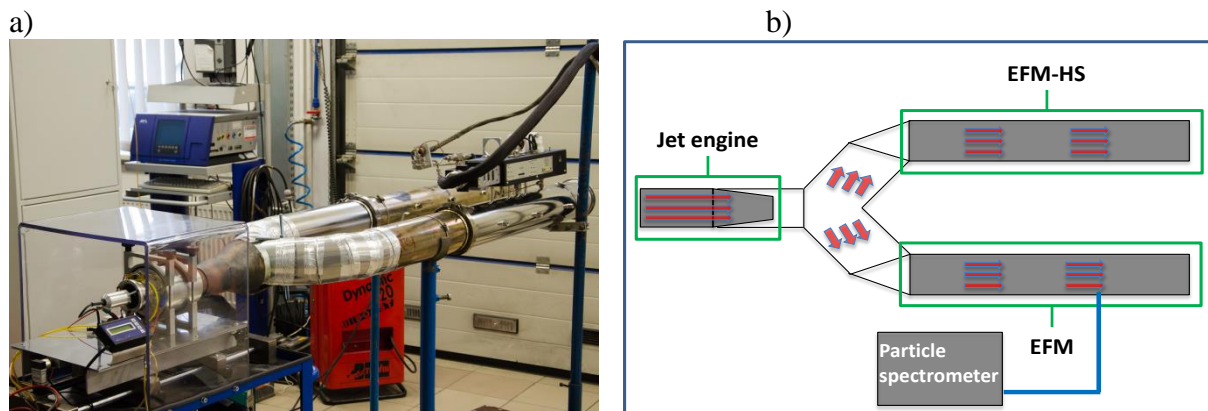 a)
b)
EFM-HS
Jet engine
Particle
spectrometer
EFM